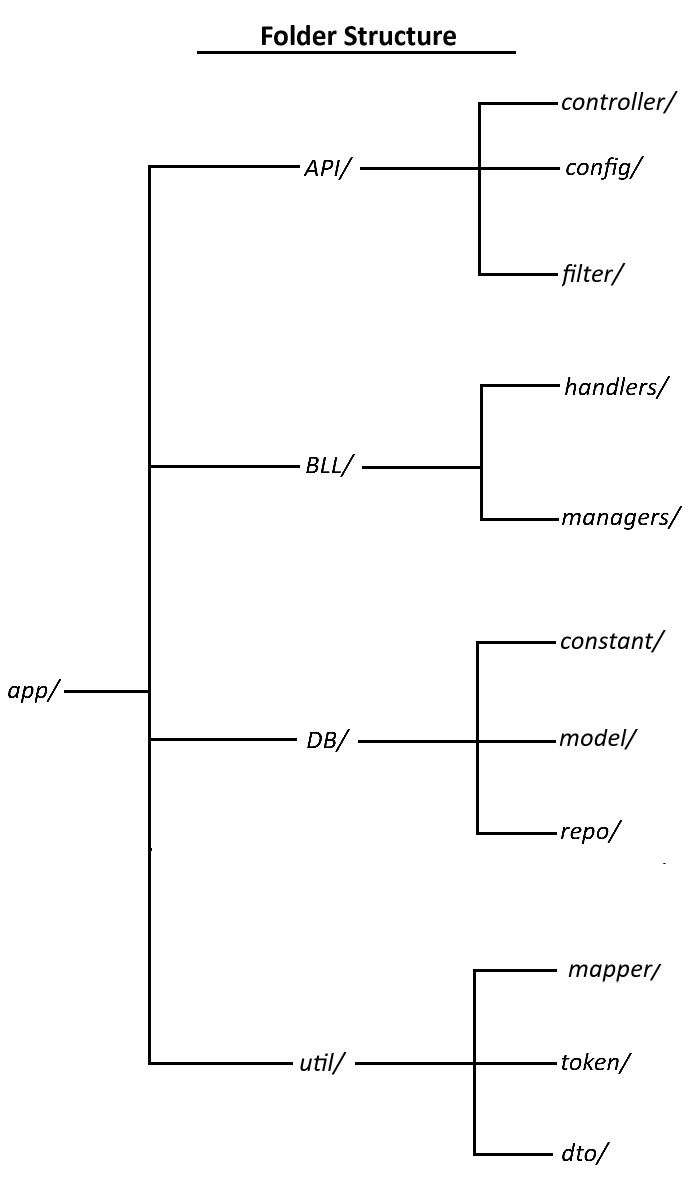 Folder Structure
controller/
API/
config/
filter/
handlers/
BLL/
managers/
constant/
app/
DB/
model/
repo/
mapper/
util/
token/
dto/